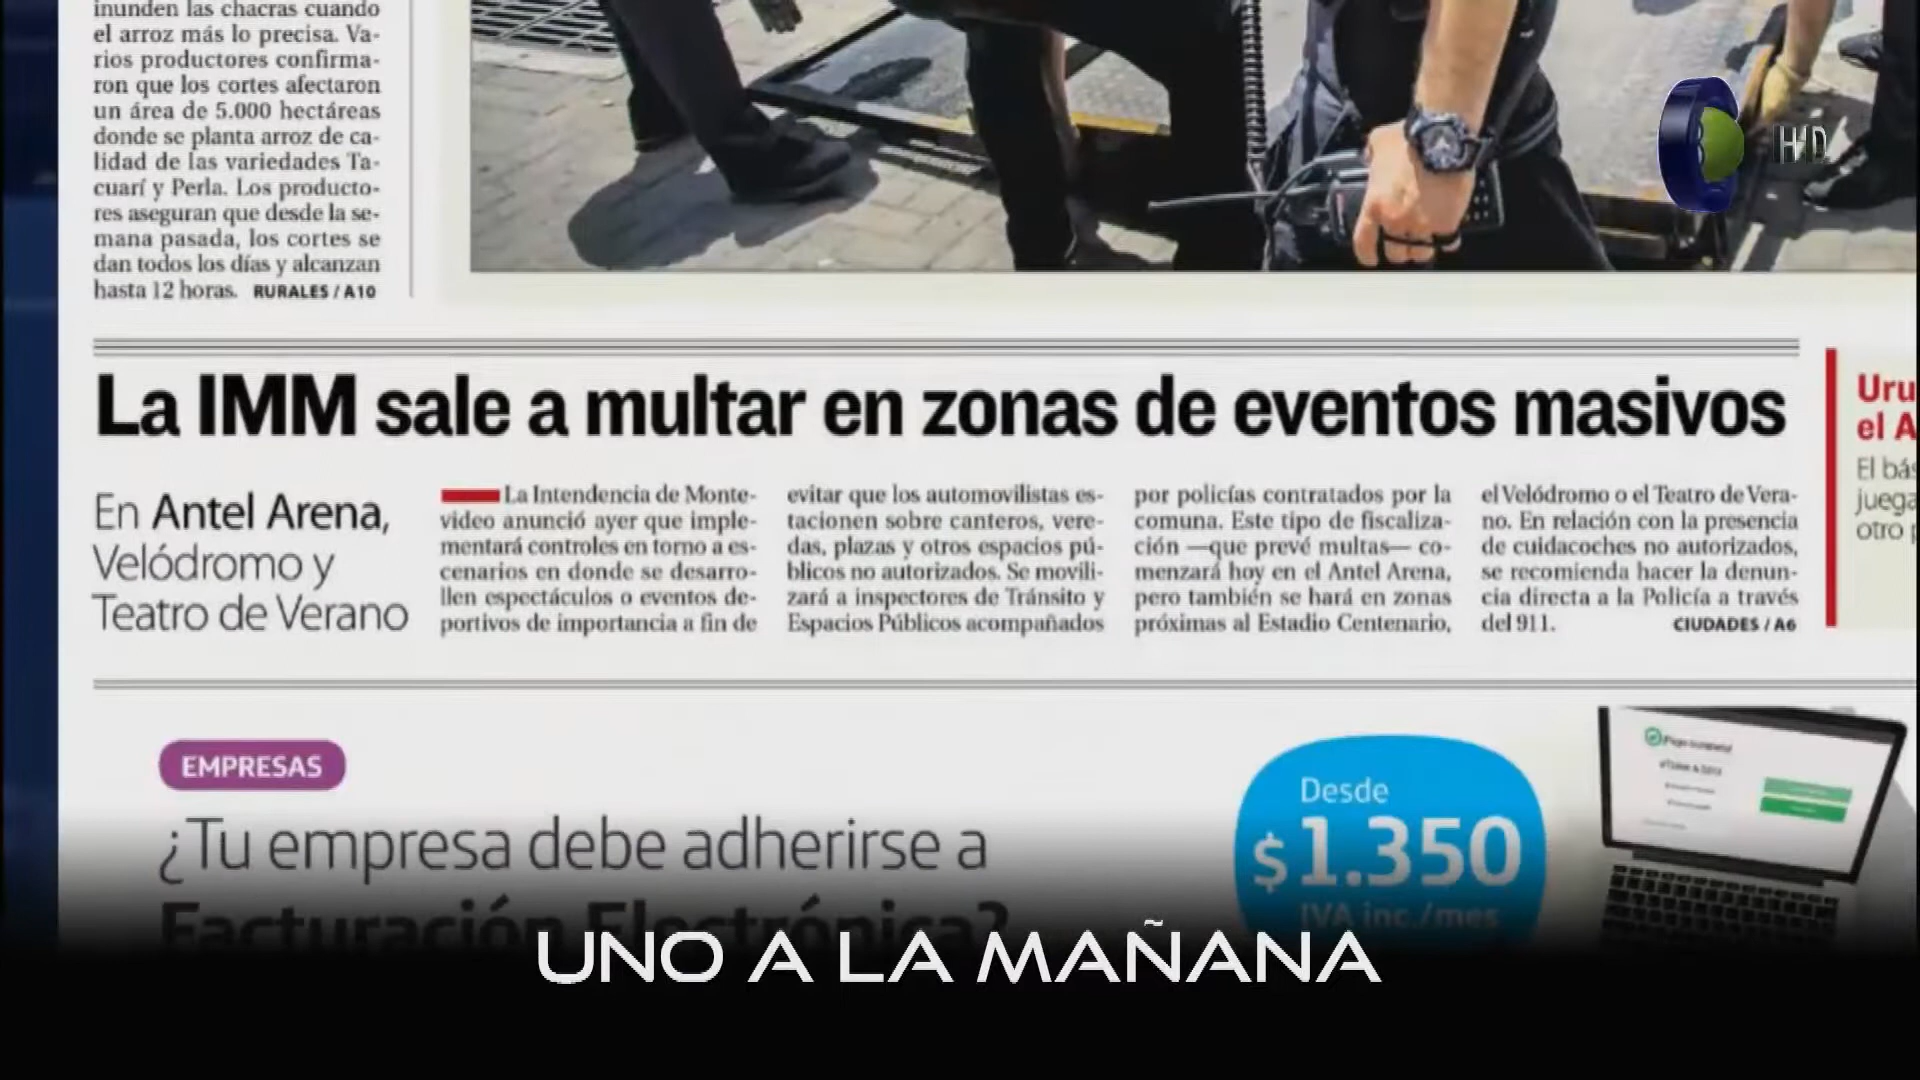 inunden las chacras cuando
el arroz más lo precisa. Va-
rios productores confirma-
ron que los cortes afectaron
un área de 5.000 hectáreas
donde se planta arroz de ca-
lidad de las variedades Ta-
cuarí y Perla. Los producto-
res aseguran que desde la se-
mana pasada, los cortes se
dan todos los días y alcanzan
hasta 12 horas. RURALES / A10
HD
La IMM sale a multar en zonas de eventos masivos
En Antel Arena,
Velódromo y
Teatro de Verano
La Intendencia de Monte-
video anunció ayer que imple-
mentará controles en torno a es-
cenarios en donde se desarro-
llen espectáculos o eventos de-
portivos de importancia a fin de
evitar que los automovilistas es-
tacionen sobre canteros, vere-
das, plazas y otros espacios pú-
blicos no autorizados. Se movili-
zará a inspectores de Tránsito y
Espacios Públicos acompañados
por policías contratados por la
comuna. Este tipo de fiscaliza-
ción —que prevé multas— co-
menzará hoy en el Antel Arena,
pero también se hará en zonas
próximas al Estadio Centenario,
el Velódromo o el Teatro de Vera-
no. En relación con la presencia
de cuidacoches no autorizados,
se recomienda hacer la denun-
cia directa a la Policía a través
del 911. CIUDADES / A6
Uru
el A
El bás
juega
otro p
EMPRESAS
¿Tu empresa debe adherirse a
Facturación Electrónica?
Desde
$1.350
IVA inc./mes
UNO A LA MAÑANA